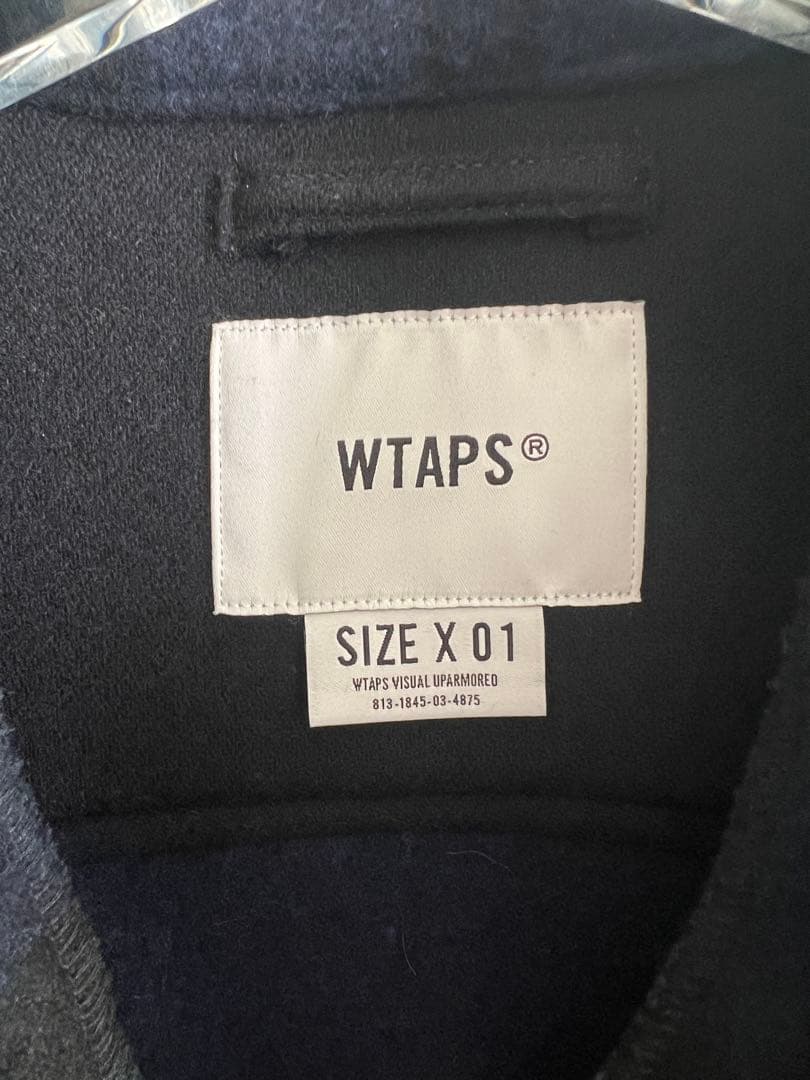 WTAPS®
SIZE X 01
WTAPS VISUAL UPARMORED
813-1845-03-4875